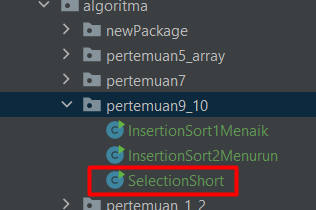 algoritma
newPackage
pertemuan5_array
pertemuan7
pertemuan9_10
InsertionSort1Menaik
InsertionSort2Menurun
SelectionShort
pertemuan_1_2